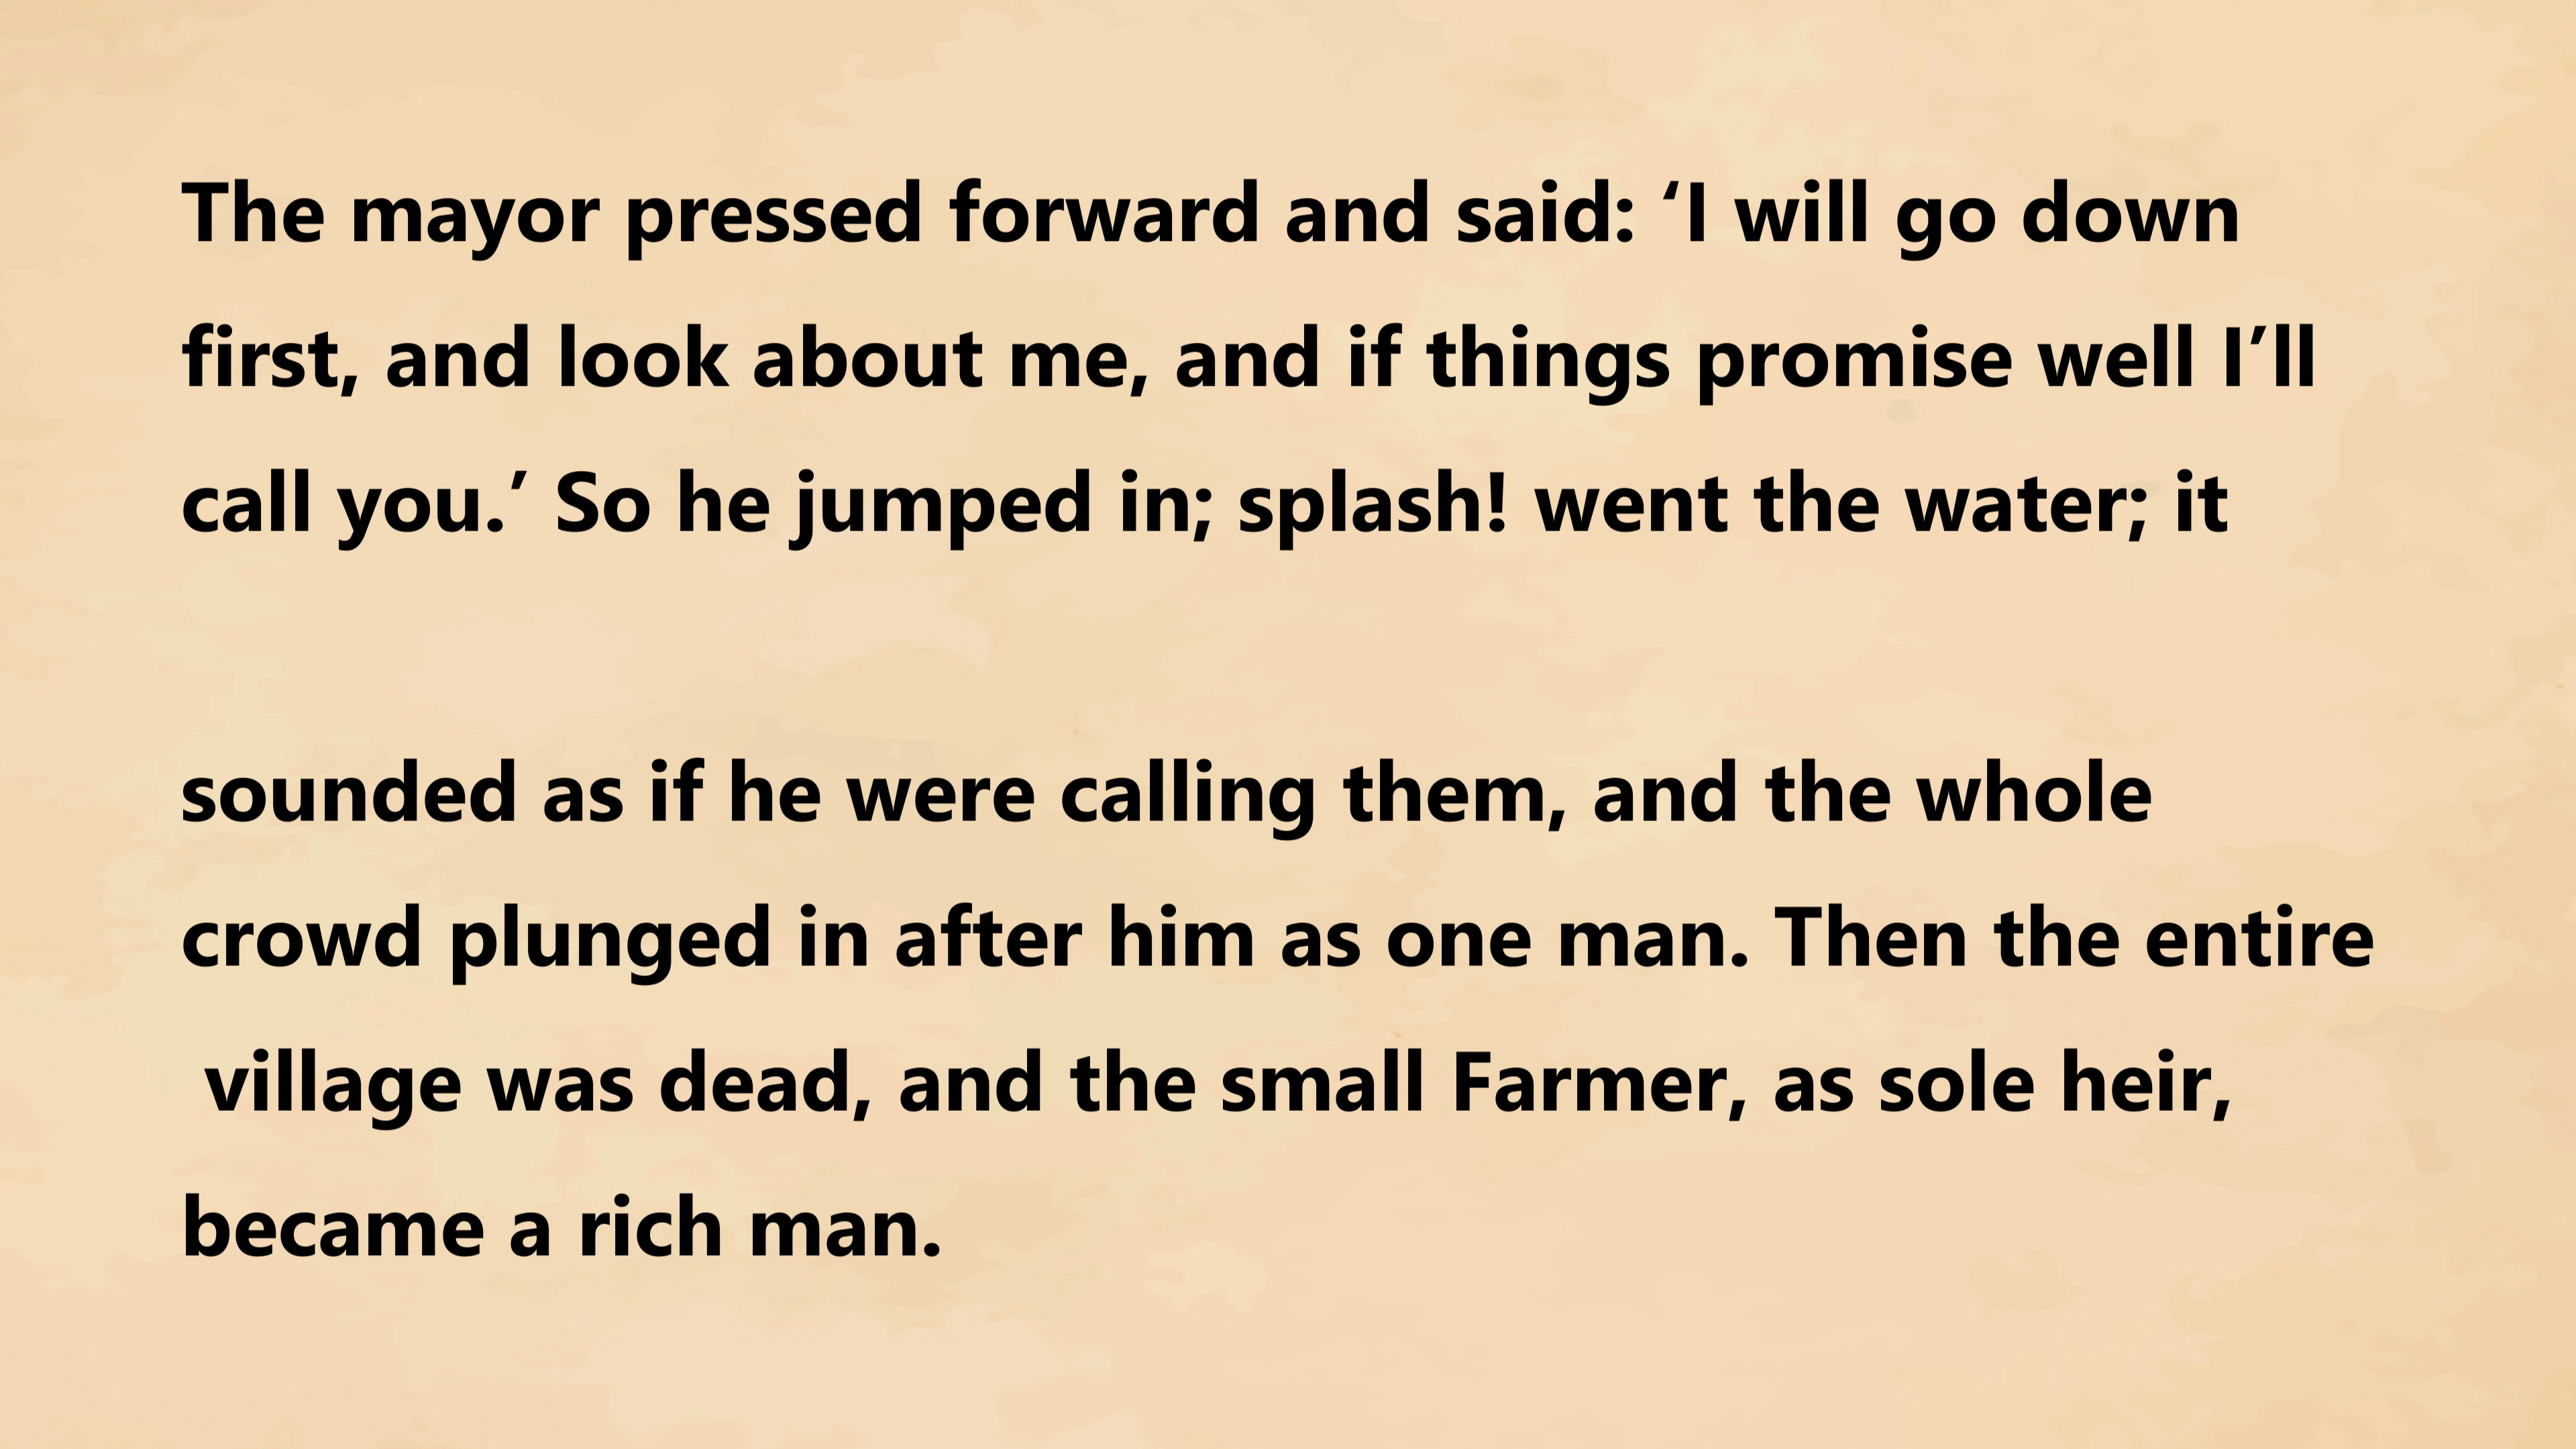 The mayor pressed forward and said: ‘I will go down
first, and look about me, and if things promise well I’ll
call you.’ So he jumped in; splash! went the water; it
sounded as if he were calling them, and the whole
crowd plunged in after him as one man. Then the entire
village was dead, and the small Farmer, as sole heir,
became a rich man.